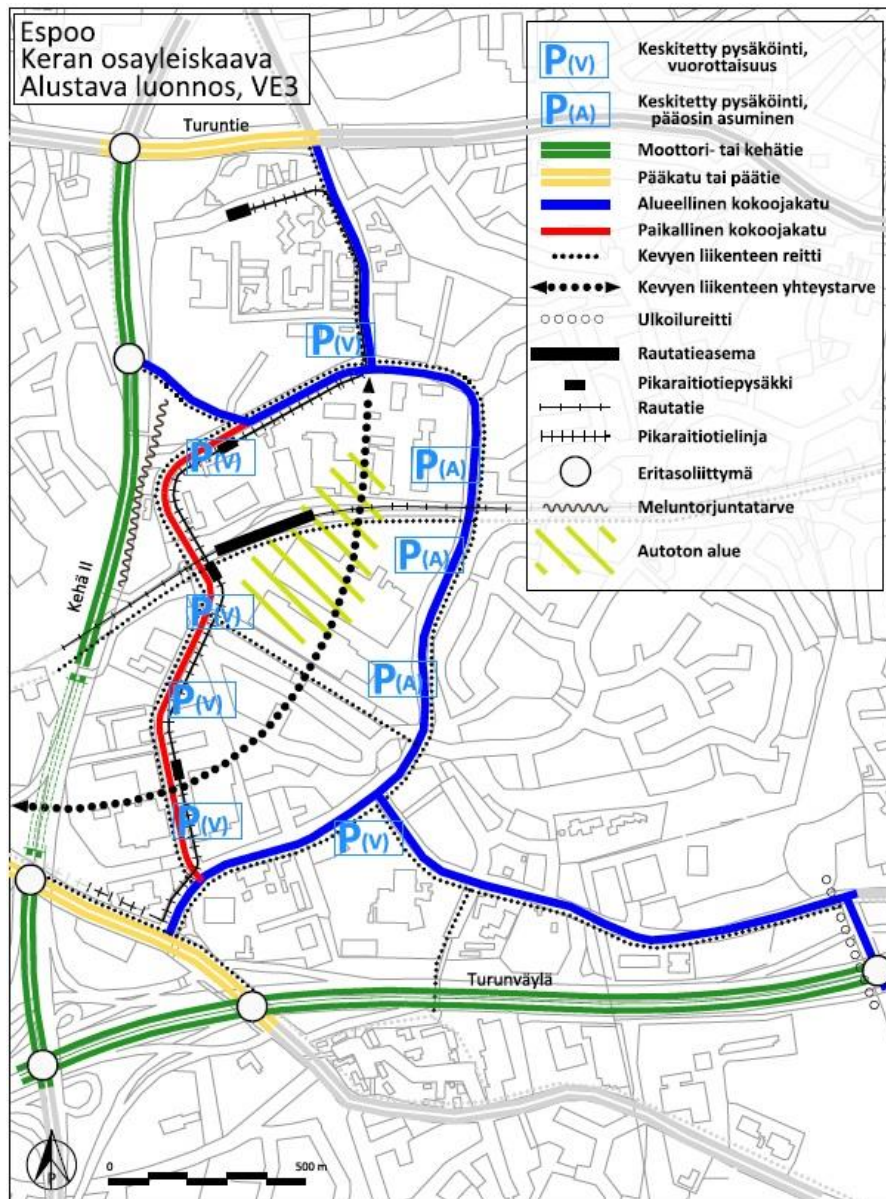 Espoo
Keran osayleiskaava
Alustava luonnos, VE3
P(V)
Keskitetty pysäköinti,
vuorottaisuus
P(A)
Keskitetty pysäköinti,
pääosin asuminen
Moottori- tai kehätie
Pääkatu tai päätie
Alueellinen kokoojakatu
Paikallinen kokoojakatu
Kevyen liikenteen reitti
Kevyen liikenteen yhteystarve
Ulkoilureitti
Rautatieasema
Pikaraitiotiepysäkki
Rautatie
Pikaraitiotielinja
Eritasoliittymä
Meluntorjuntatarve
Autoton alue
Turuntie
P(V)
P(V)
P(A)
P(A)
Kehä II
P(V)
P(A)
P(V)
P(V)
P(V)
Turunväylä
0 500 m
P